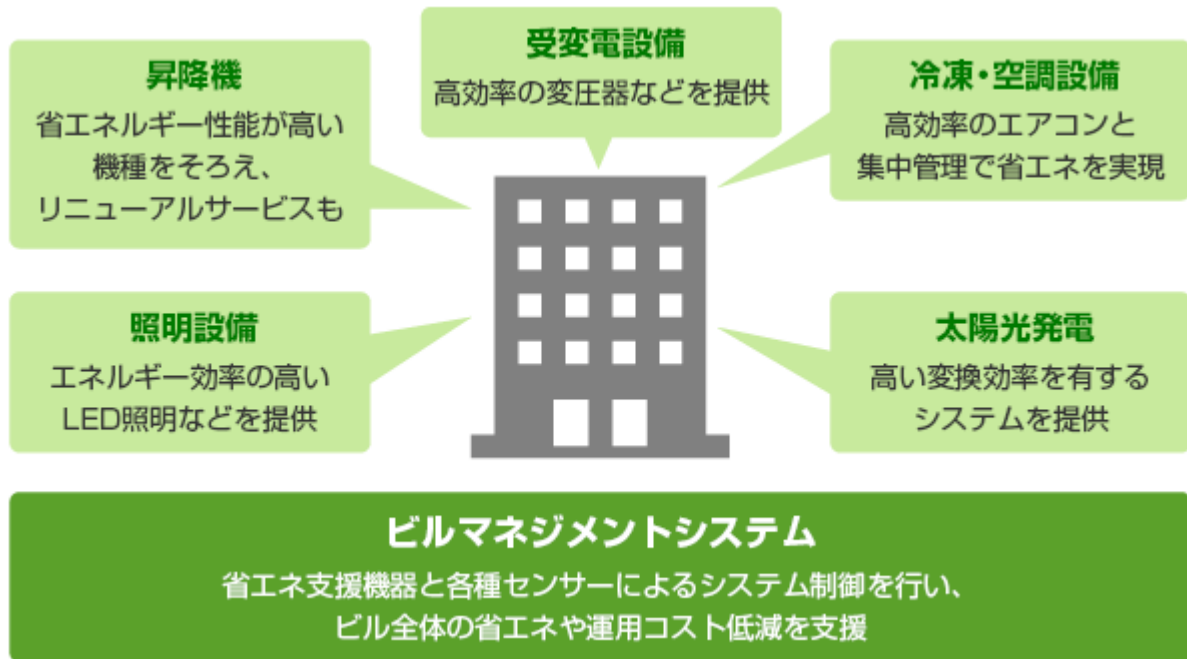 昇降機
省エネルギー性能が高い
機種をそろえ、
リニューアルサービスも
受変電設備
高効率の変圧器などを提供
冷凍・空調設備
高効率のエアコンと
集中管理で省エネを実現
照明設備
エネルギー効率の高い
LED照明などを提供
太陽光発電
高い変換効率を有する
システムを提供
ビルマネジメントシステム
省エネ支援機器と各種センサーによるシステム制御を行い、
ビル全体の省エネや運用コスト低減を支援